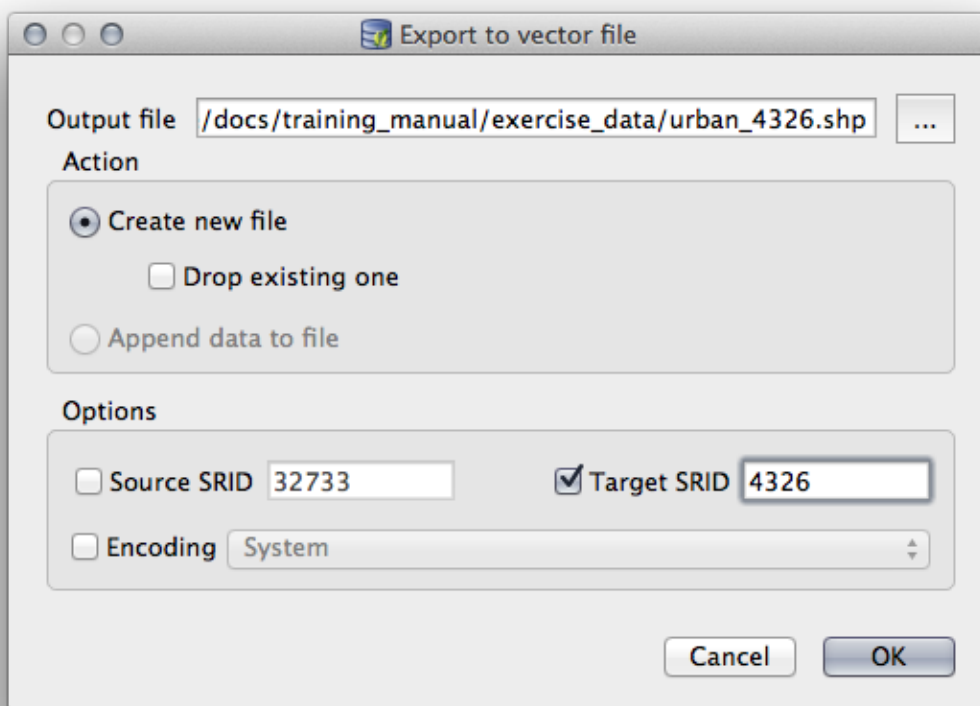 Export to vector file
Output file /docs/training_manual/exercise_data/urban_4326.shp ...
Action
Create new file
Drop existing one
Append data to file
Options
Source SRID 32733 Target SRID 4326
Encoding System
Cancel OK